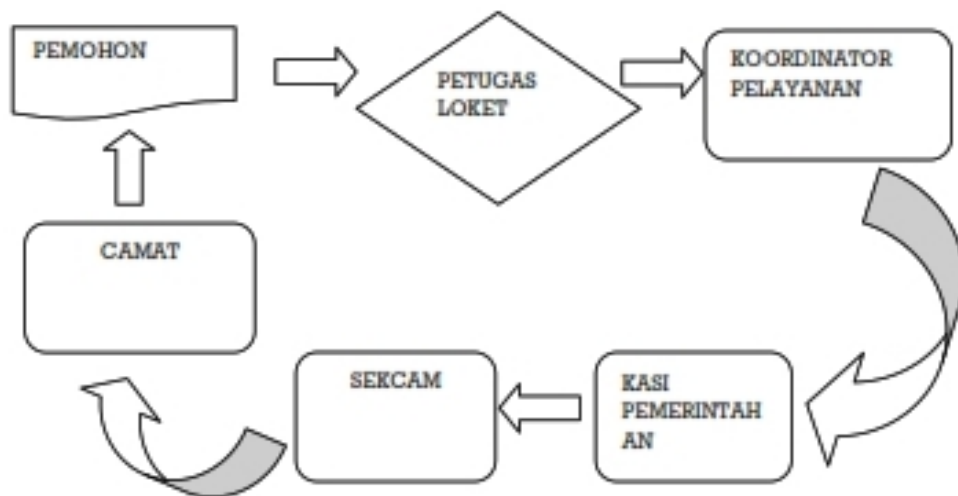 PEMOHON
PETUGAS
LOKET
KOORDINATOR
PELAYANAN
CAMAT
SEKCAM
KASI
PEMERINTAH
AN